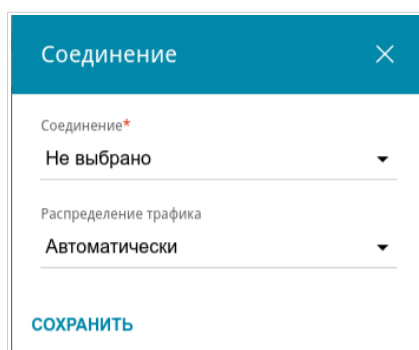 Соединение
Соединение*
Не выбрано
Распределение трафика
Автоматически
СОХРАНИТЬ